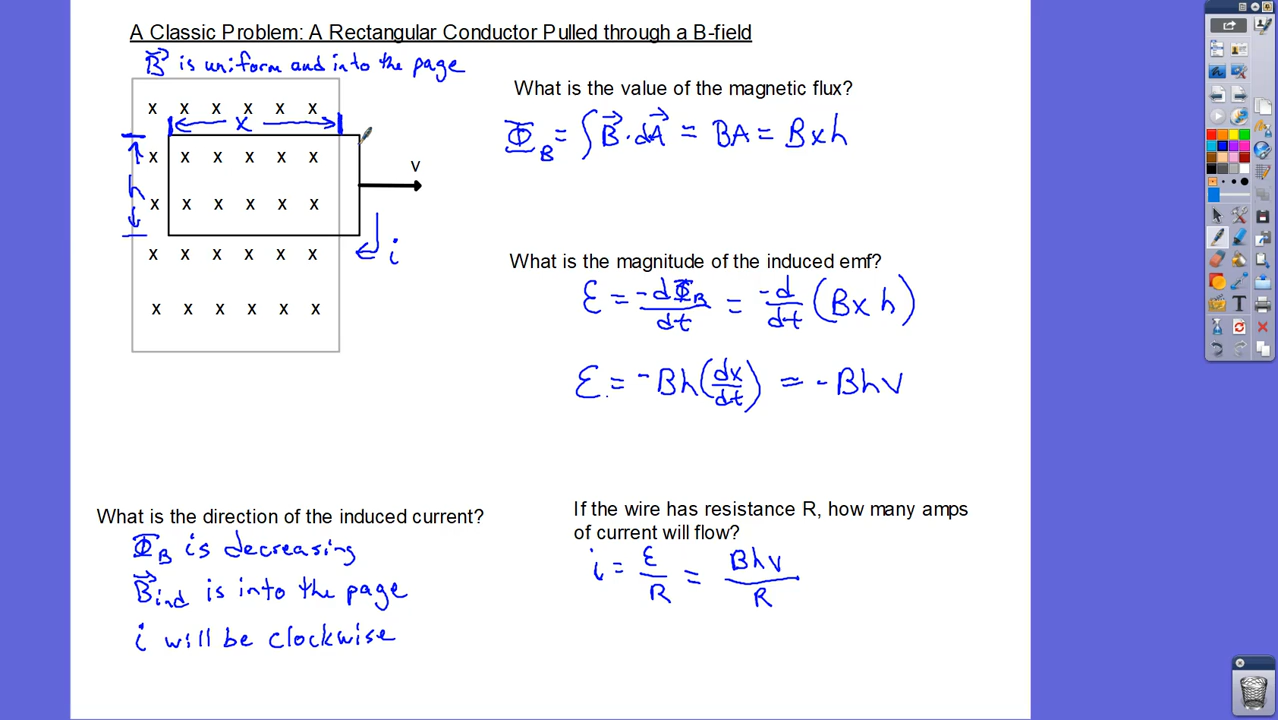 A Classic Problem: A Rectangular Conductor Pulled through a B-field
B⃗ is uniform and into the page
x x x x x x
x
h
x x x x x x
x x x x x x
x x x x x x
x x x x x x
v
i
What is the value of the magnetic flux?
Φ_B = ∫ B⃗ · dA⃗ = BA = Bxh
What is the magnitude of the induced emf?
ℰ = -dΦ_B/dt = -d/dt (Bxh)
ℰ = -Bh(dx/dt) = -Bhv
What is the direction of the induced current?
Φ_B is decreasing
B⃗_ind is into the page
i will be clockwise
If the wire has resistance R, how many amps
of current will flow?
i = ℰ/R = Bhv/R
T